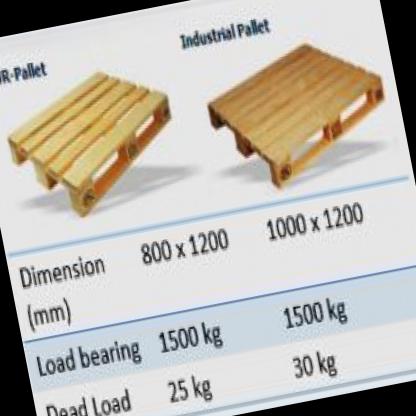 R-Pallet
Industrial Pallet
Dimension (mm) 800 x 1200 1000 x 1200
Load bearing 1500 kg 1500 kg
Dead Load 25 kg 30 kg